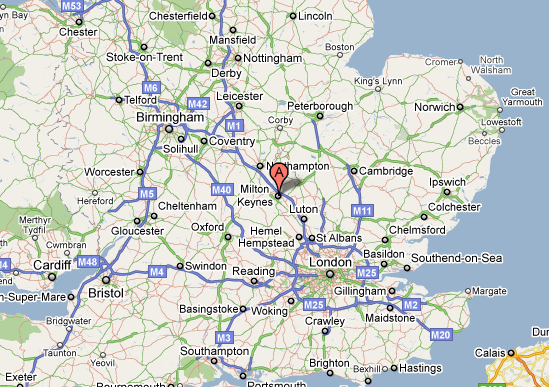 M53
Chesterfield
Lincoln
Chester
Mansfield
Stoke-on-Trent
Nottingham
Boston
Derby
Cromer
North
Walsham
King's Lynn
M6
Telford
M42
Leicester
Peterborough
Norwich
Great
Yarmouth
Birmingham
M1
Corby
Lowestoft
Solihull
Coventry
Beccles
Worcester
A
Cambridge
M5
M40
Milton
Keynes
Ipswich
Hereford
Cheltenham
Luton
M11
Colchester
Merthyr
Tydfil
Gloucester
Oxford
Hemel
Hempstead
St Albans
Chelmsford
Cwmbran
Basildon
M4
M48
M4
Swindon
London
M25
Southend-on-Sea
Cardiff
Reading
Gillingham
Bristol
Margate
Basingstoke
Woking
M25
M2
Maidstone
Bridgwater
Crawley
M20
M3
Taunton
Yeovil
Southampton
Calais
Exeter
Brighton
Bexhill
Hastings
Portsmouth